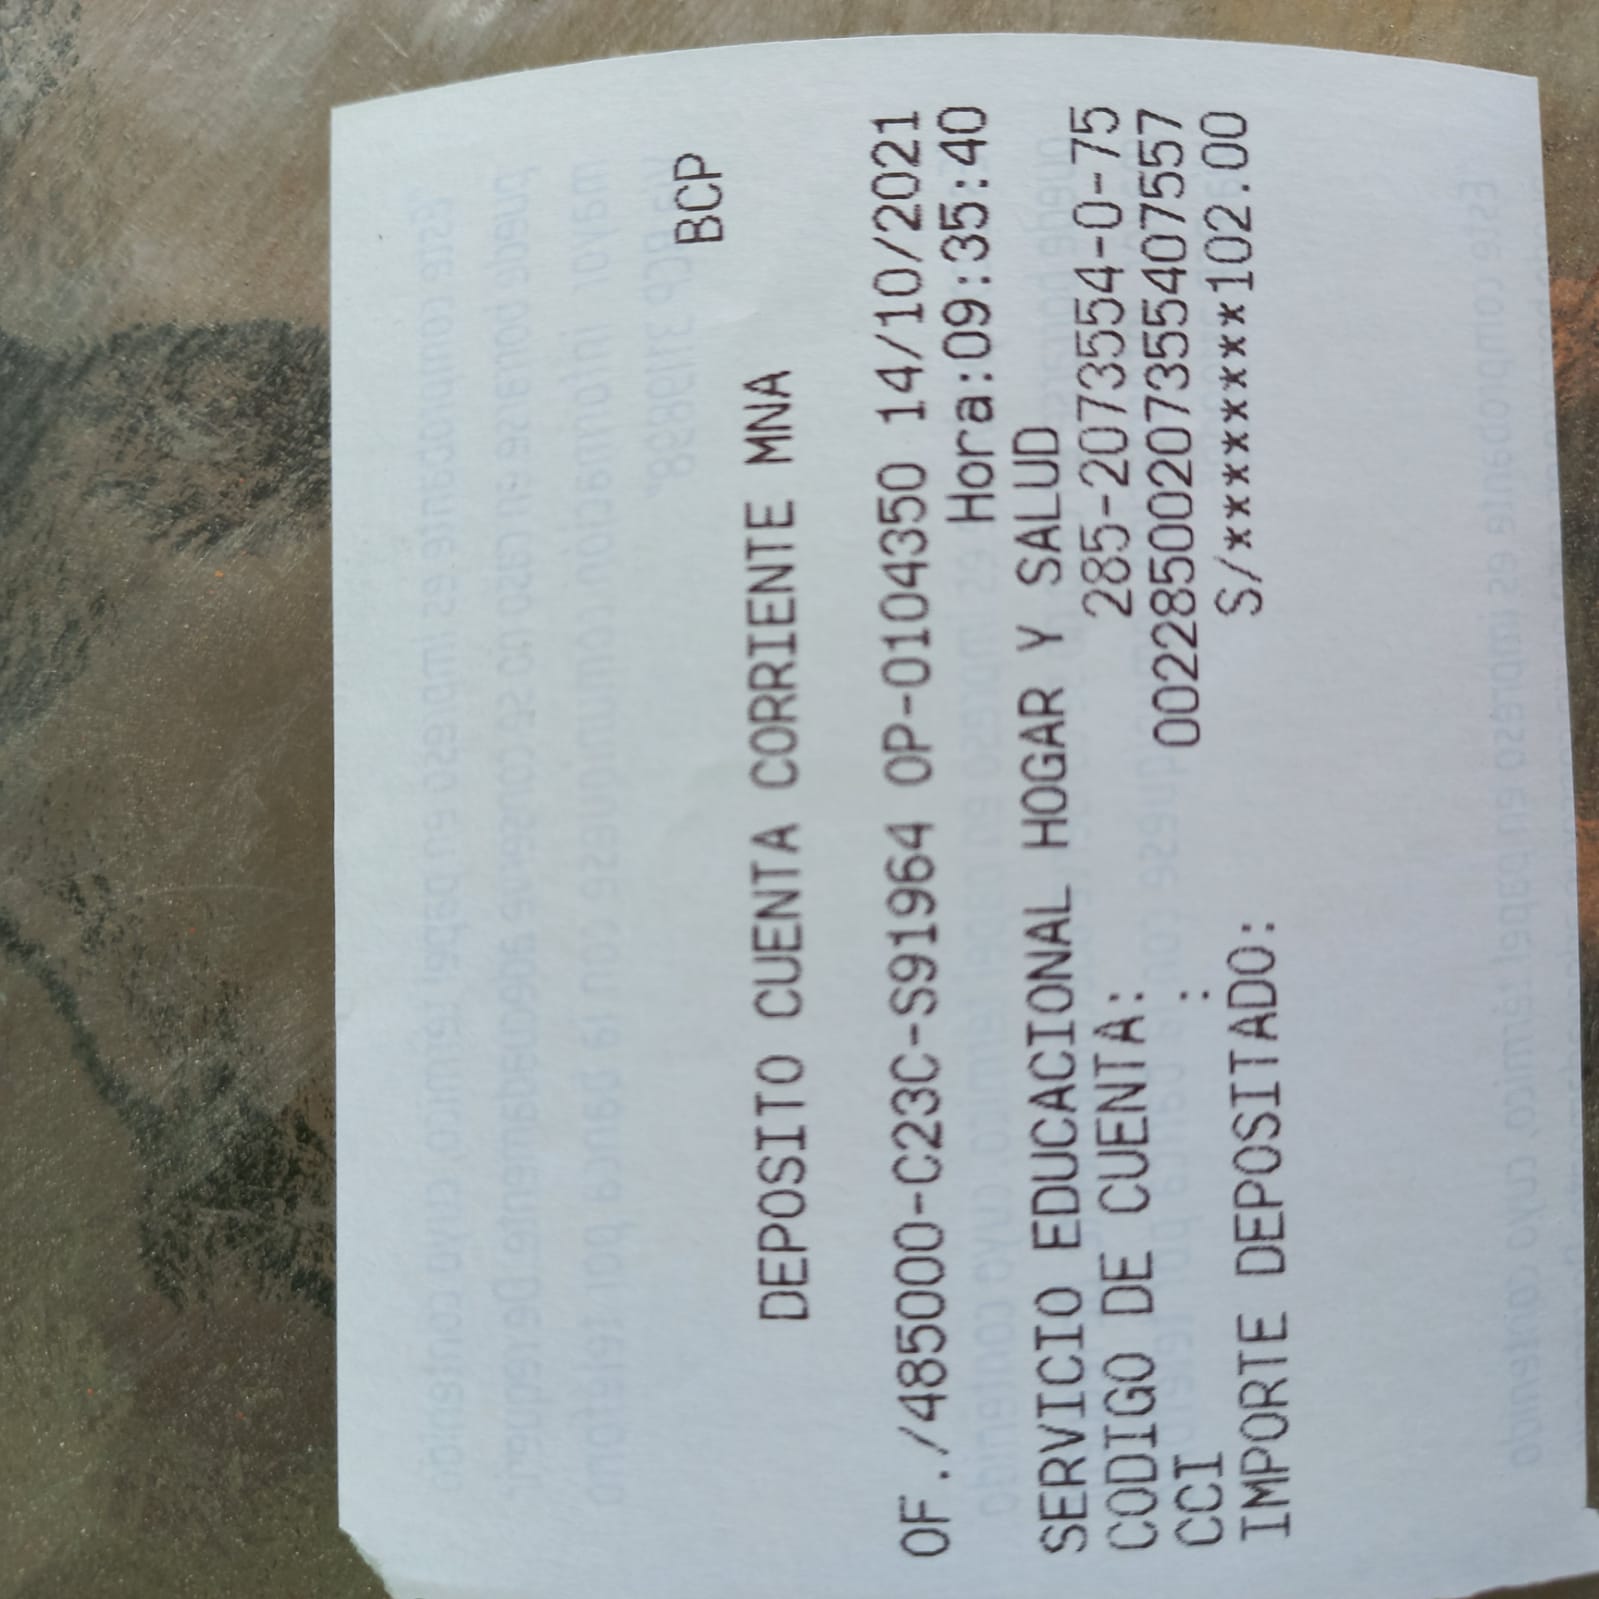 BCP
DEPOSITO CUENTA CORRIENTE MNA
OF./485000-C23C-S91964 OP-0104350 14/10/2021
Hora:09:35:40
SERVICIO EDUCACIONAL HOGAR Y SALUD
CODIGO DE CUENTA: 285-2073554-0-75
CCI : 00228500207355407557
IMPORTE DEPOSITADO: S/*********102.00